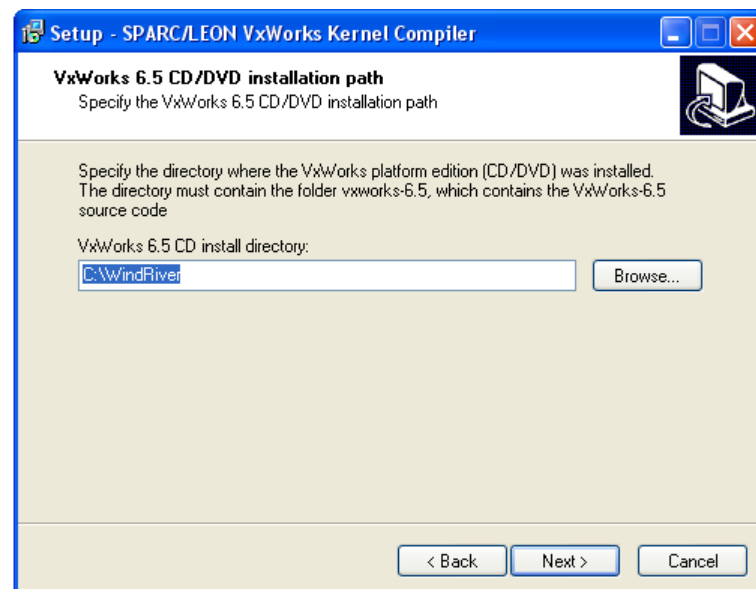 Setup - SPARC/LEON VxWorks Kernel Compiler
VxWorks 6.5 CD/DVD installation path
Specify the VxWorks 6.5 CD/DVD installation path
Specify the directory where the VxWorks platform edition (CD/DVD) was installed.
The directory must contain the folder vxworks-6.5, which contains the VxWorks-6.5
source code
VxWorks 6.5 CD install directory:
C:\WindRiver
Browse...
< Back
Next >
Cancel